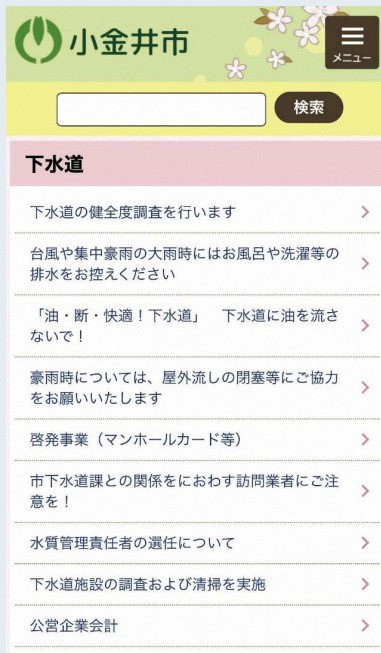 小金井市
メニュー
検索
下水道
下水道の健全度調査を行います
台風や集中豪雨の大雨時にはお風呂や洗濯等の
排水をお控えください
「油・断・快適！下水道」　下水道に油を流さ
ないで！
豪雨時については、屋外流しの閉塞等にご協力
をお願いいたします
啓発事業（マンホールカード等）
市下水道課との関係をにおわす訪問業者にご注
意を！
水質管理責任者の選任について
下水道施設の調査および清掃を実施
公営企業会計